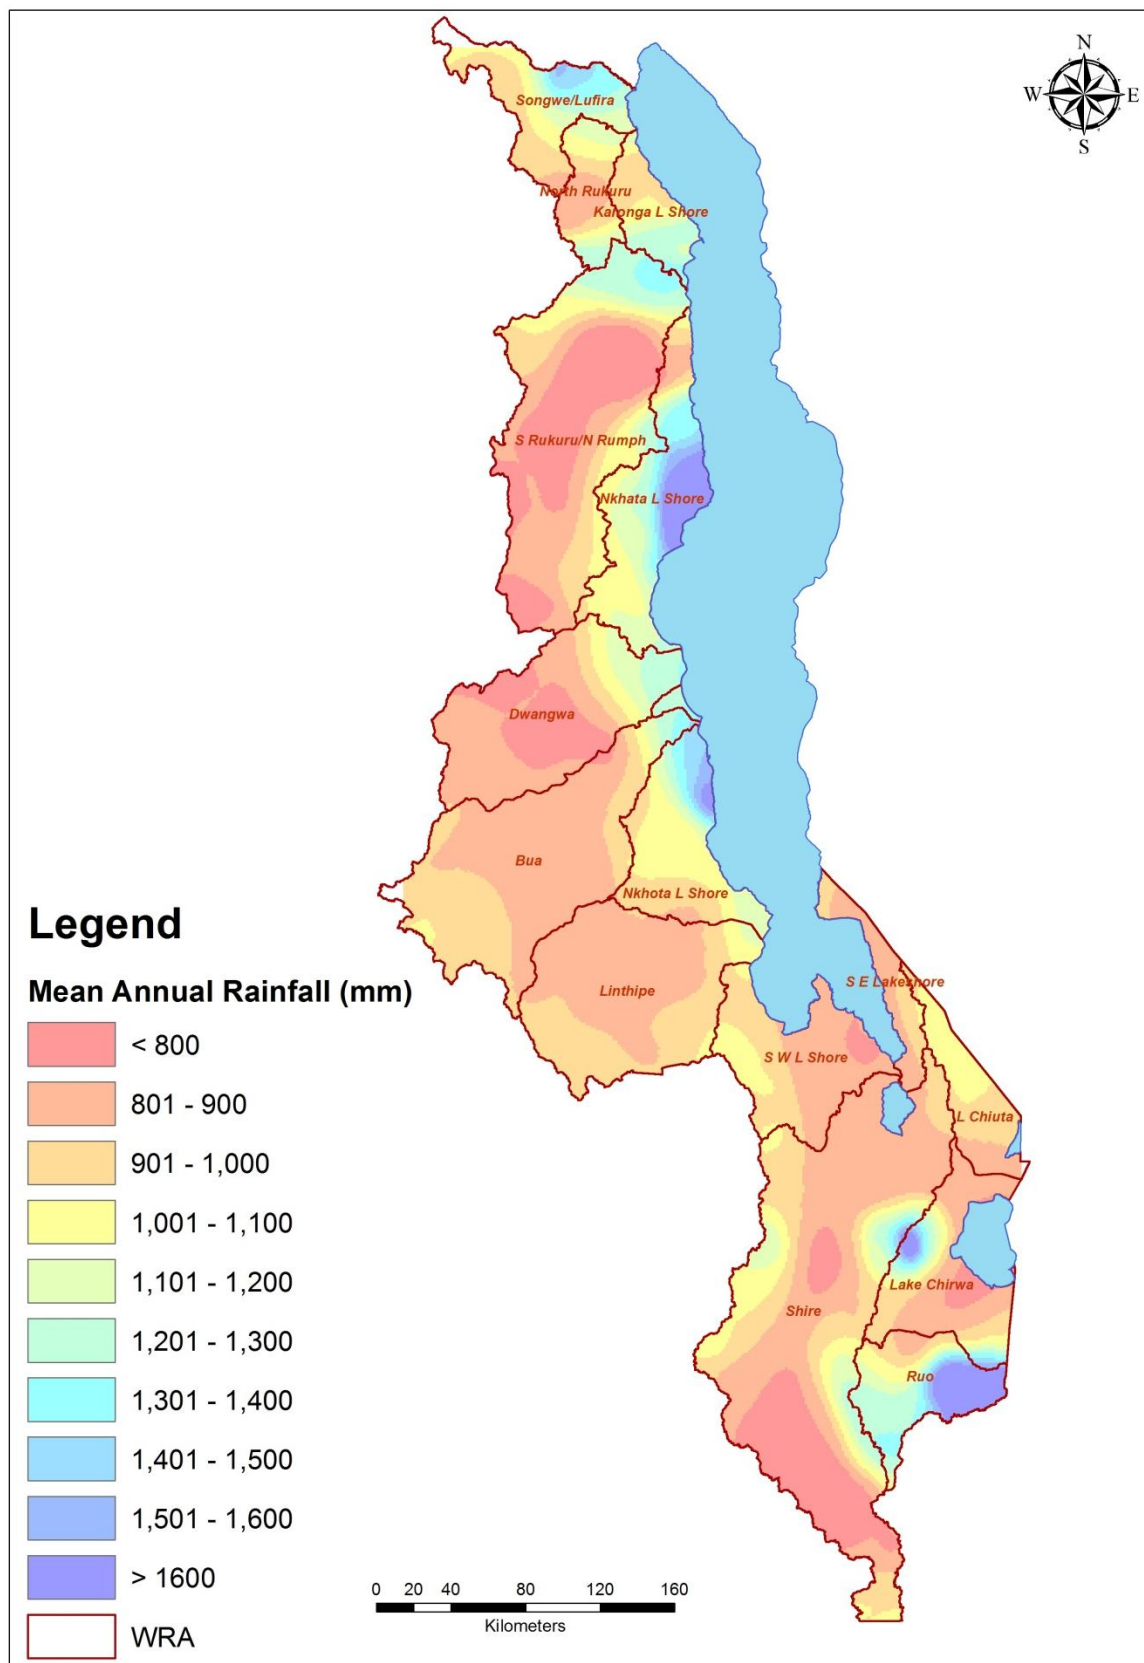 N
W E
S
Songwe/Lufira
North Rukuru
Karonga L Shore
S Rukuru/N Rumph
Nkhata L Shore
Dwangwa
Bua
Nkhota L Shore
Linthipe
S E Lakeshore
S W L Shore
L Chiuta
Lake Chirwa
Shire
Ruo
Legend
Mean Annual Rainfall (mm)
< 800
801 - 900
901 - 1,000
1,001 - 1,100
1,101 - 1,200
1,201 - 1,300
1,301 - 1,400
1,401 - 1,500
1,501 - 1,600
> 1600
WRA
0 20 40 80 120 160
Kilometers